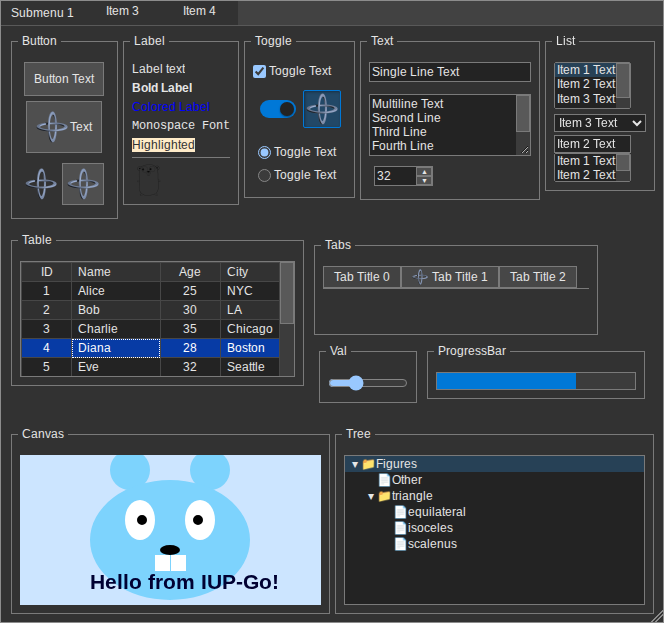 Submenu 1 Item 3 Item 4
Button
Button Text
Text
Label
Label text
Bold Label
Colored Label
Monospace Font
Highlighted
Toggle
Toggle Text
Toggle Text
Toggle Text
Text
Single Line Text
Multiline Text
Second Line
Third Line
Fourth Line
32
List
Item 1 Text
Item 2 Text
Item 3 Text
Item 3 Text
Item 2 Text
Item 1 Text
Item 2 Text
Table
ID Name Age City
1 Alice 25 NYC
2 Bob 30 LA
3 Charlie 35 Chicago
4 Diana 28 Boston
5 Eve 32 Seattle
Tabs
Tab Title 0 Tab Title 1 Tab Title 2
Val
ProgressBar
Canvas
Hello from IUP-Go!
Tree
Figures
Other
triangle
equilateral
isoceles
scalenus